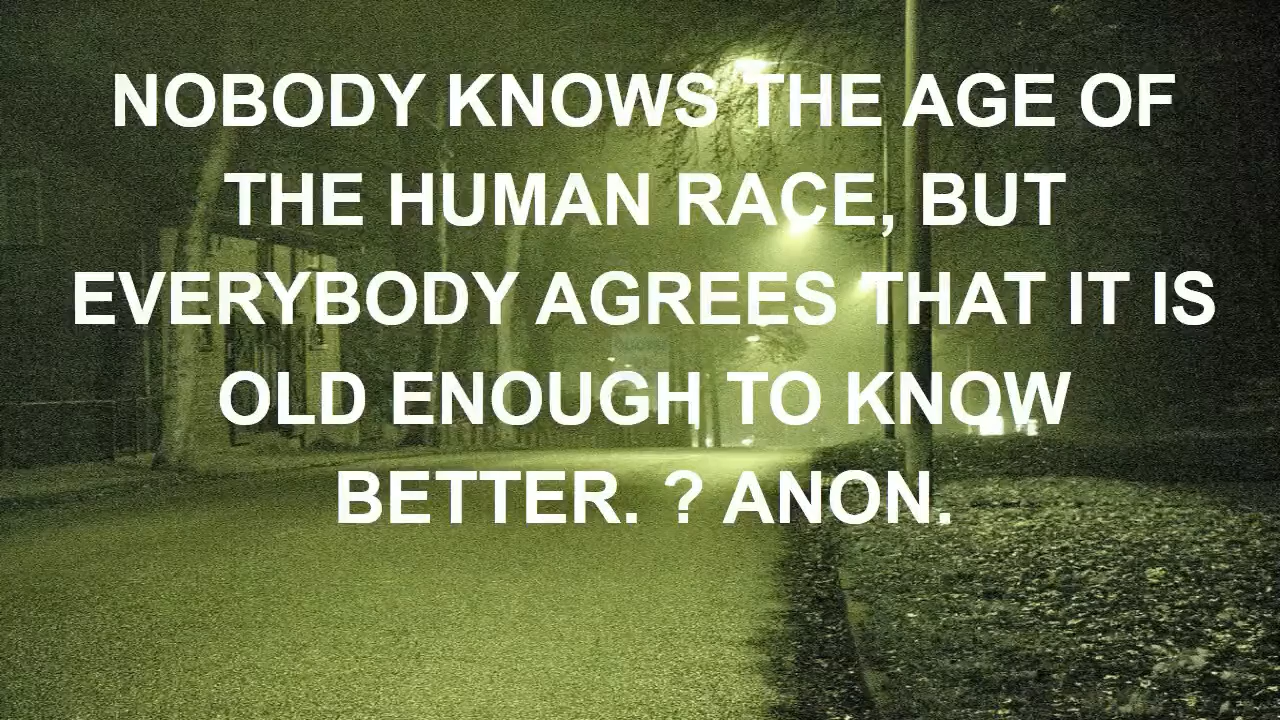 NOBODY KNOWS THE AGE OF
THE HUMAN RACE, BUT
EVERYBODY AGREES THAT IT IS
OLD ENOUGH TO KNOW
BETTER. ? ANON.